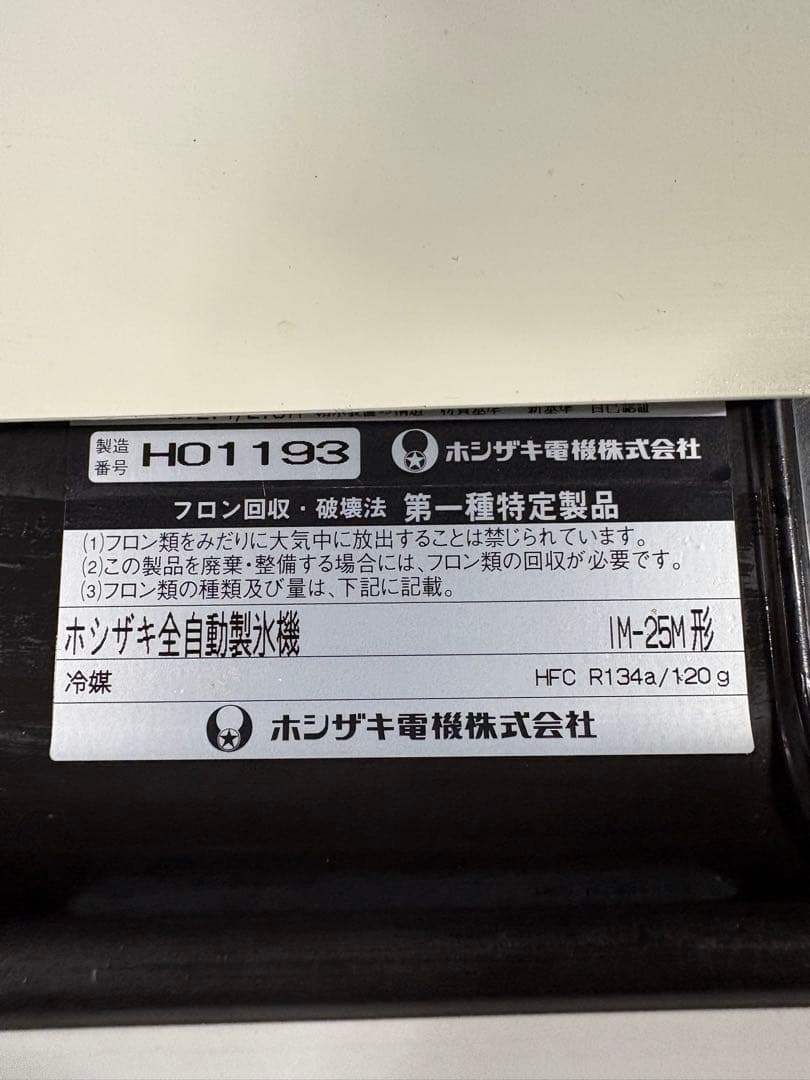 製造番号 H01193 ホシザキ電機株式会社
フロン回収・破壊法 第一種特定製品
(1)フロン類をみだりに大気中に放出することは禁じられています。
(2)この製品を廃棄・整備する場合には、フロン類の回収が必要です。
(3)フロン類の種類及び量は、下記に記載。
ホシザキ全自動製氷機 IM-25M形
冷媒 HFC R134a/120g
ホシザキ電機株式会社